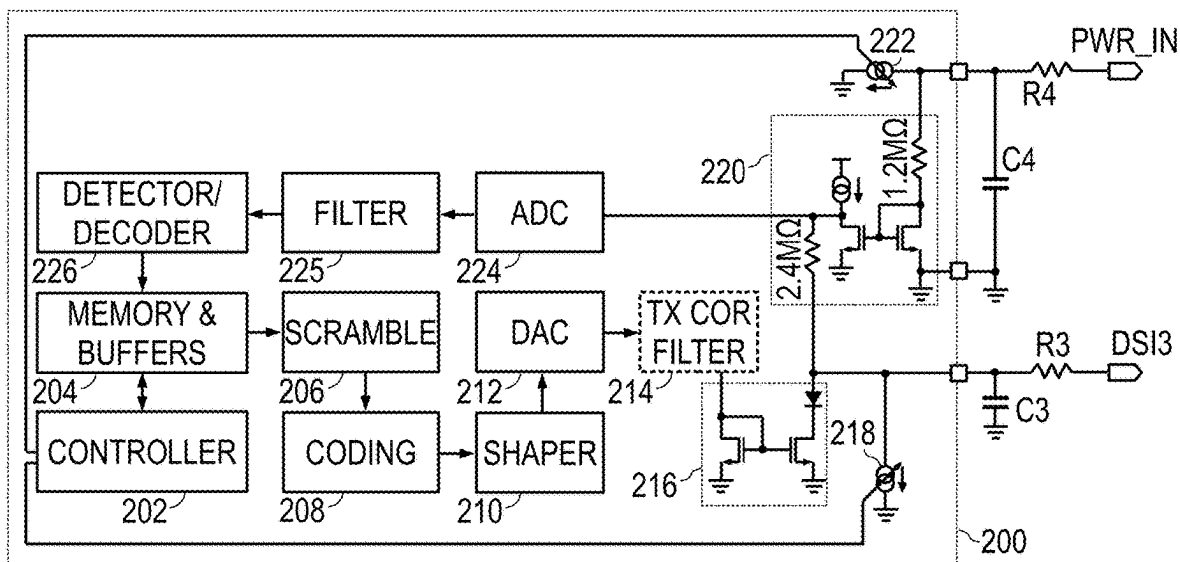 222
PWR_IN
R4
220
1.2MΩ
C4
DETECTOR/
DECODER
226
FILTER
225
ADC
224
2.4MΩ
MEMORY &
BUFFERS
204
SCRAMBLE
206
DAC
212
TX COR
FILTER
214
R3
DSI3
C3
CONTROLLER
202
CODING
208
SHAPER
210
216
218
200